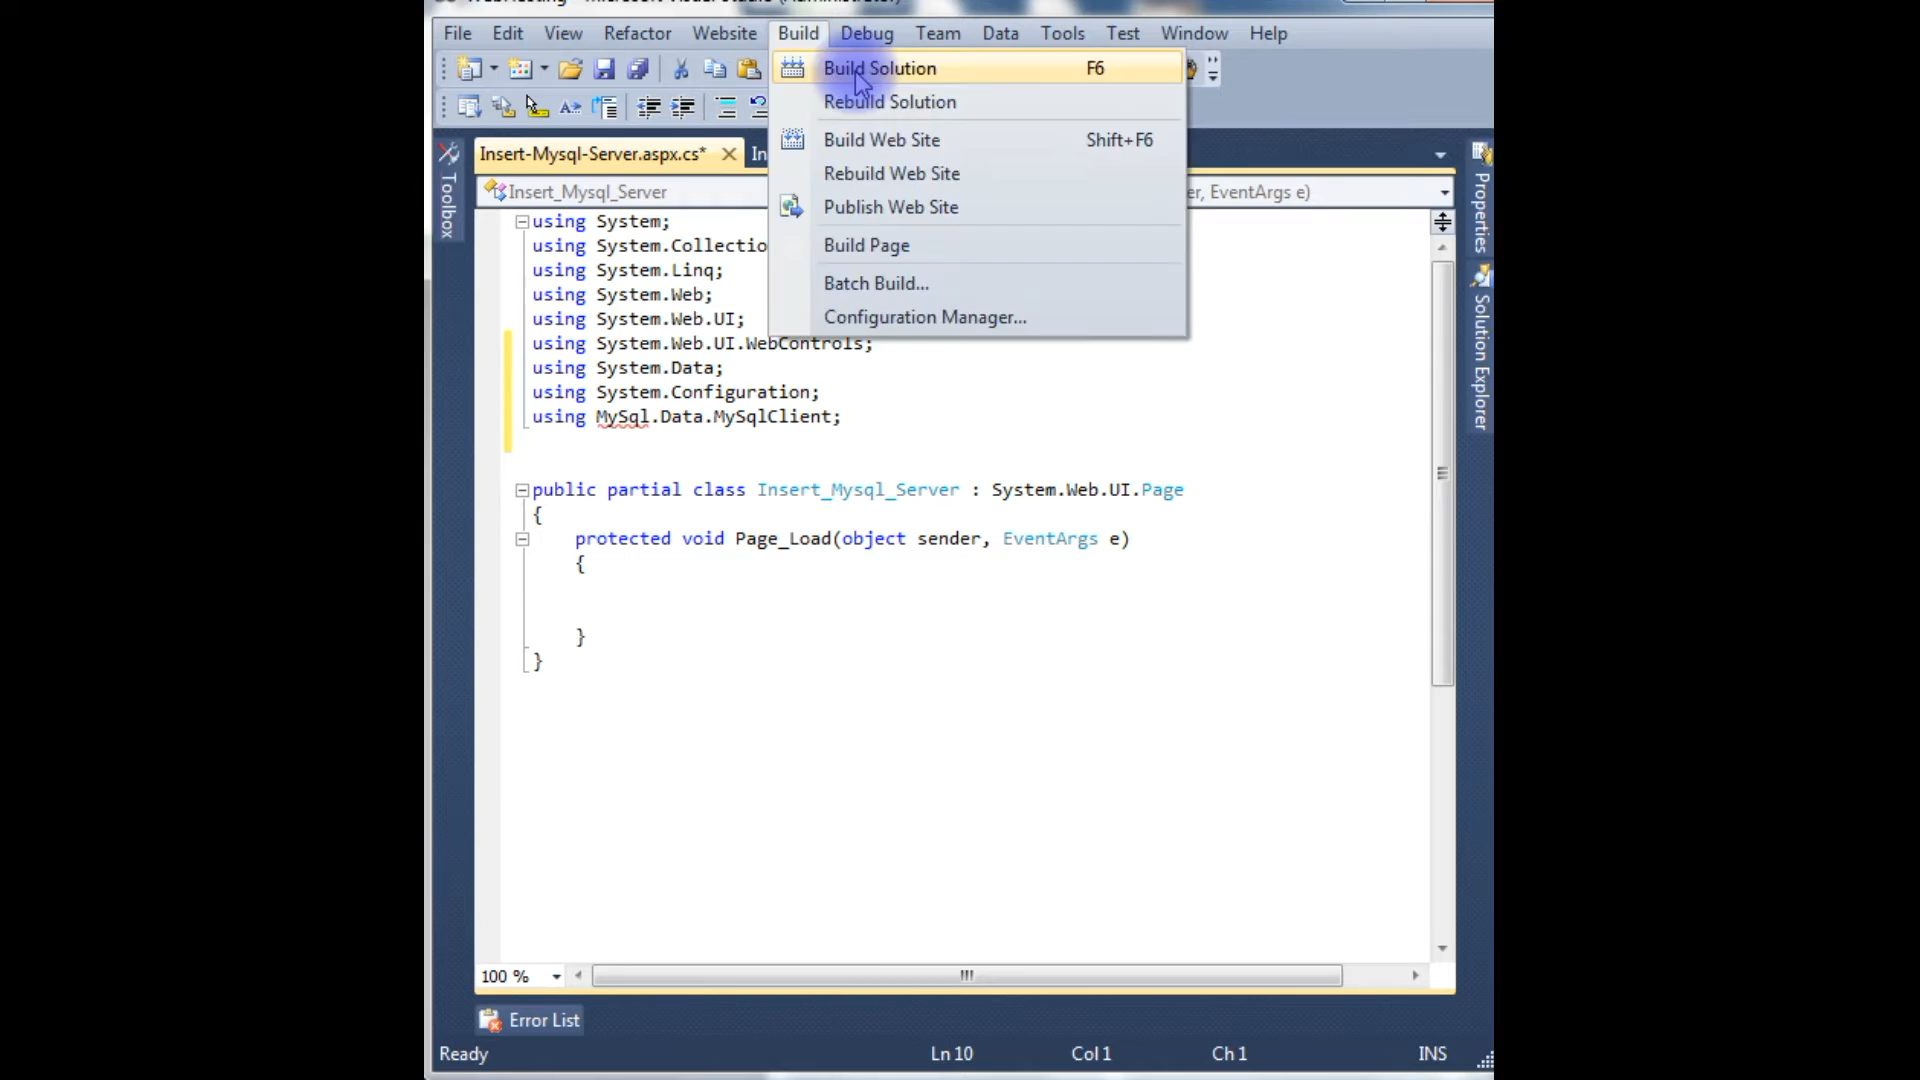 File Edit View Refactor Website Build Debug Team Data Tools Test Window Help
Build Solution F6
Rebuild Solution
Build Web Site Shift+F6
Rebuild Web Site
Publish Web Site
Build Page
Batch Build...
Configuration Manager...
Insert-Mysql-Server.aspx.cs* In
Insert_Mysql_Server er, EventArgs e)
Toolbox
Properties
Solution Explorer
using System;
using System.Collectio
using System.Linq;
using System.Web;
using System.Web.UI;
using System.Web.UI.WebControls;
using System.Data;
using System.Configuration;
using MySql.Data.MySqlClient;
public partial class Insert_Mysql_Server : System.Web.UI.Page
{
protected void Page_Load(object sender, EventArgs e)
{
}
}
100 %
Error List
Ready Ln 10 Col 1 Ch 1 INS